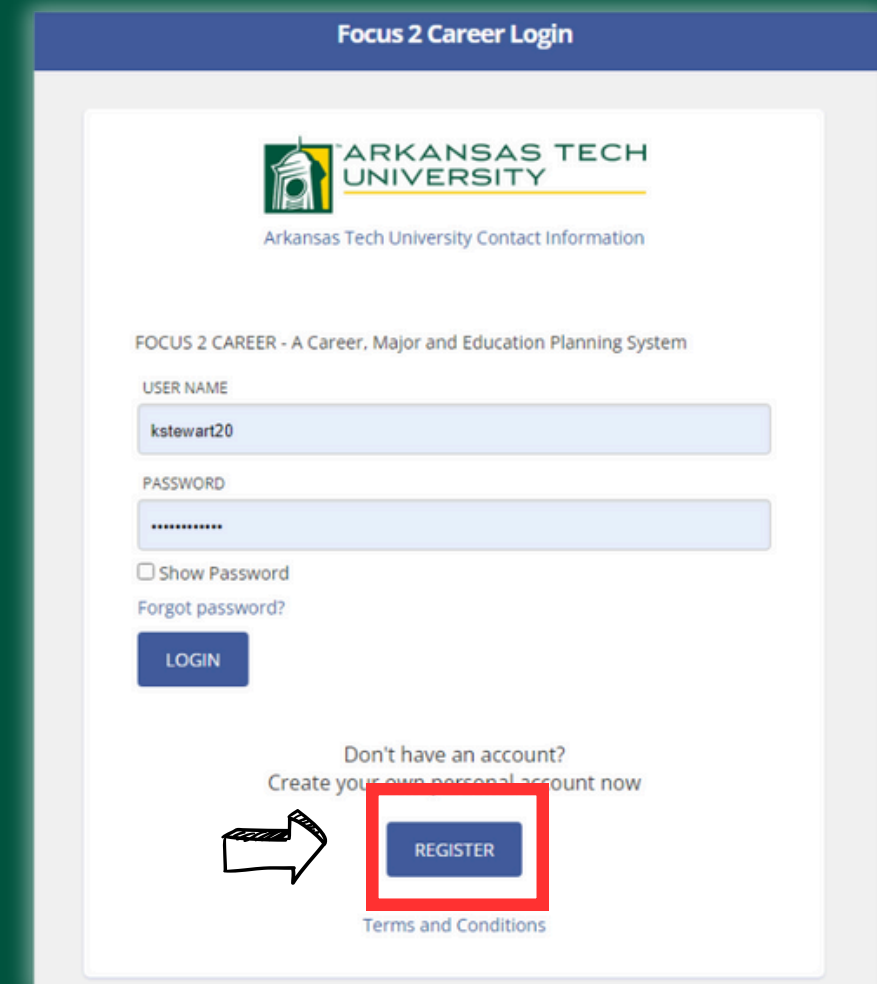 Focus 2 Career Login
ARKANSAS TECH
UNIVERSITY
Arkansas Tech University Contact Information
FOCUS 2 CAREER - A Career, Major and Education Planning System
USER NAME
kstewart20
PASSWORD
••••••••••••
Show Password
Forgot password?
LOGIN
Don't have an account?
Create your own personal account now
REGISTER
Terms and Conditions